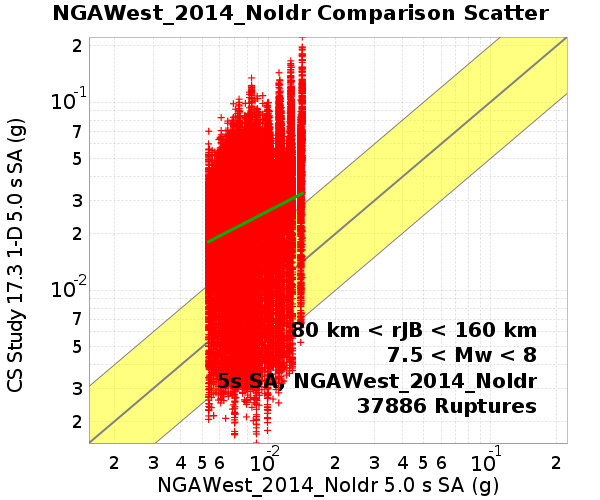 NGAWest_2014_NoIdr Comparison Scatter
CS Study 17.3 1-D 5.0 s SA (g)
2
10-1
7
5
3
2
10-2
7
5
3
2
80 km < rJB < 160 km
7.5 < Mw < 8
5s SA, NGAWest_2014_NoIdr
37886 Ruptures
2 3 4 5 6 10-2 2 3 4 5 6 10-1 2
NGAWest_2014_NoIdr 5.0 s SA (g)